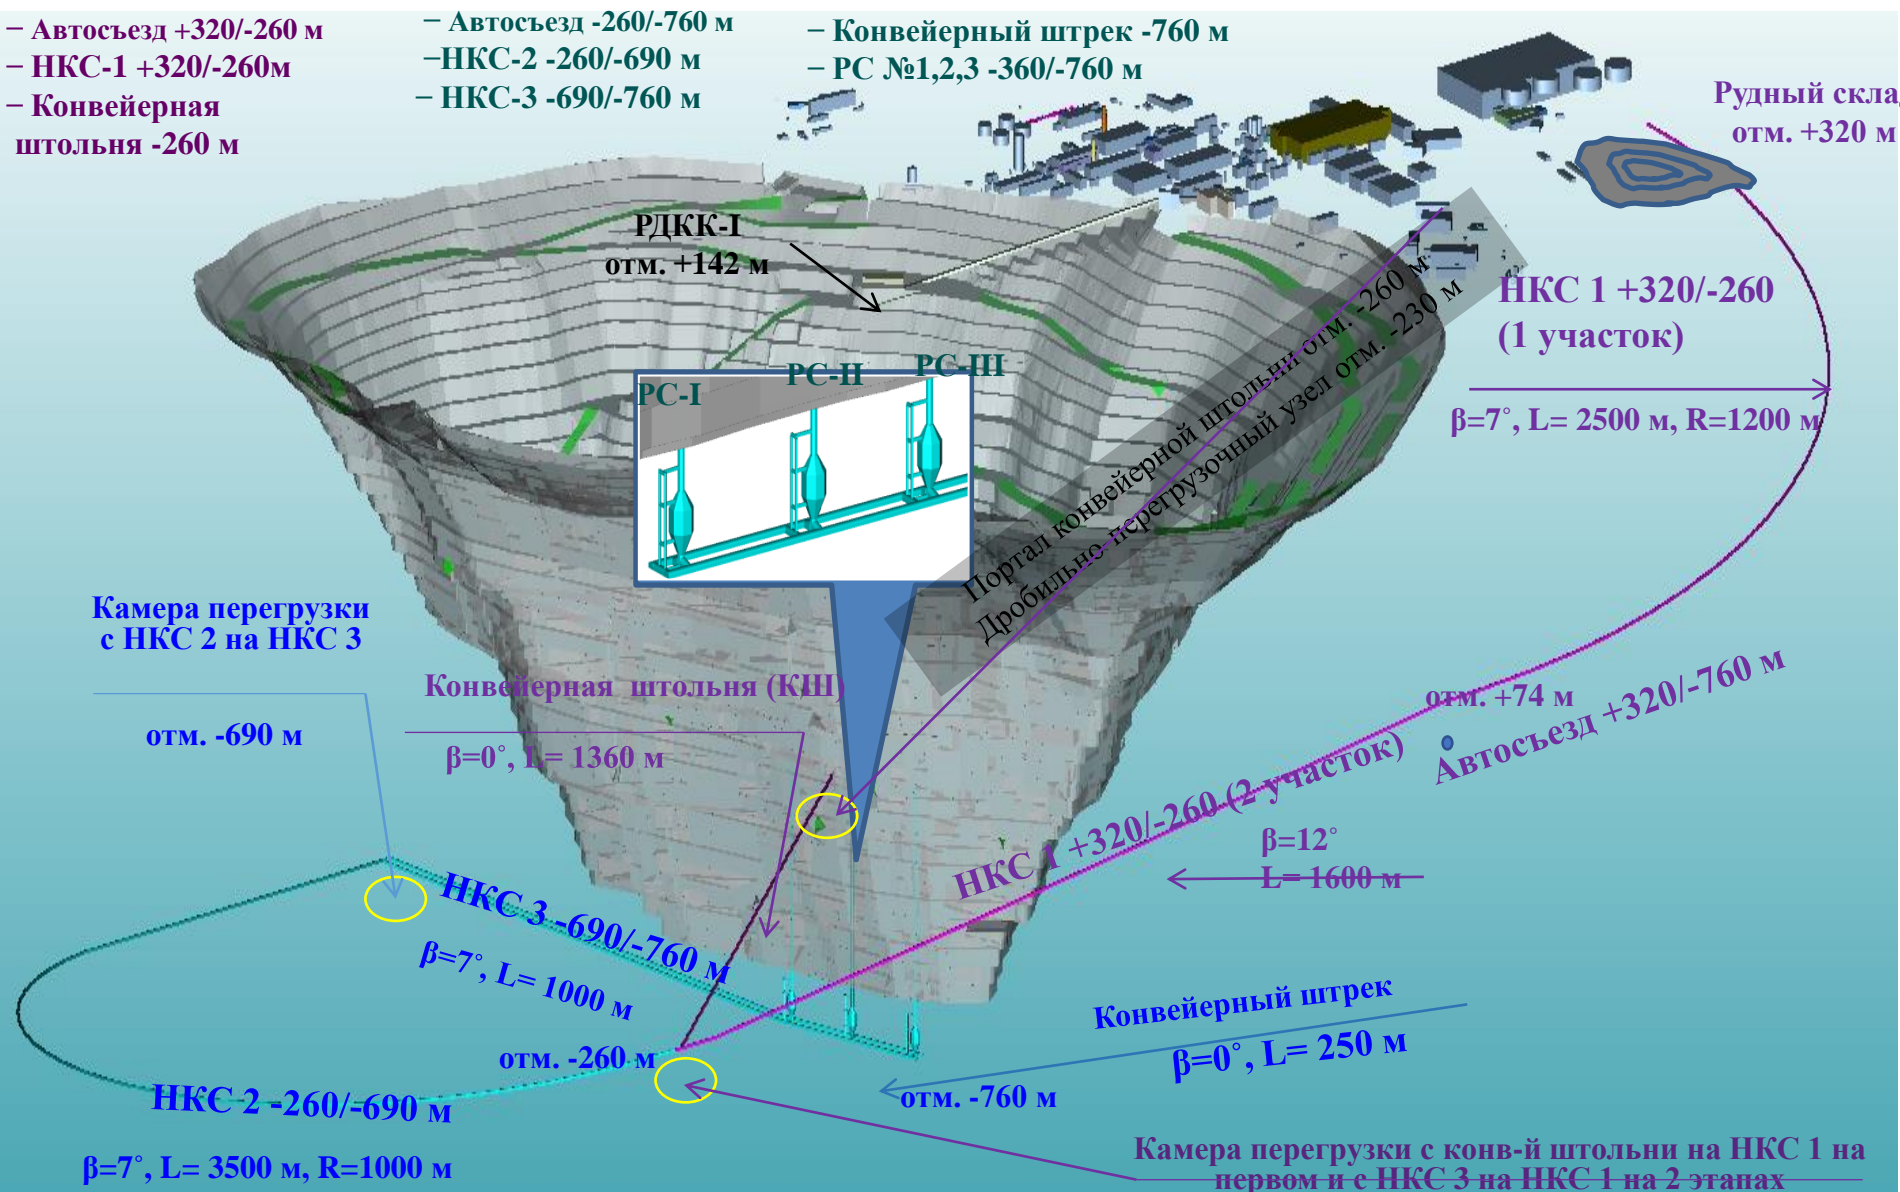 – Автосъезд +320/-260 м
– НКС-1 +320/-260м
– Конвейерная
штольня -260 м
– Автосъезд -260/-760 м
–НКС-2 -260/-690 м
– НКС-3 -690/-760 м
– Конвейерный штрек -760 м
– РС №1,2,3 -360/-760 м
Рудный скла
отм. +320 м
РДКК-I
отм. +142 м
НКС 1 +320/-260
(1 участок)
β=7˚, L= 2500 м, R=1200 м
РС-I
РС-II
РС-III
Портал конвейерной штольни отм. -260 м
Дробильно-перегрузочный узел отм. -230 м
Камера перегрузки
с НКС 2 на НКС 3
отм. -690 м
Конвейерная штольня (КШ)
β=0˚, L= 1360 м
отм. +74 м
Автосъезд +320/-760 м
НКС 1 +320/-260 (2 участок)
β=12˚
L= 1600 м
НКС 3 -690/-760 м
β=7˚, L= 1000 м
Конвейерный штрек
β=0˚, L= 250 м
отм. -260 м
отм. -760 м
НКС 2 -260/-690 м
β=7˚, L= 3500 м, R=1000 м
Камера перегрузки с конв-й штольни на НКС 1 на
первом и с НКС 3 на НКС 1 на 2 этапах